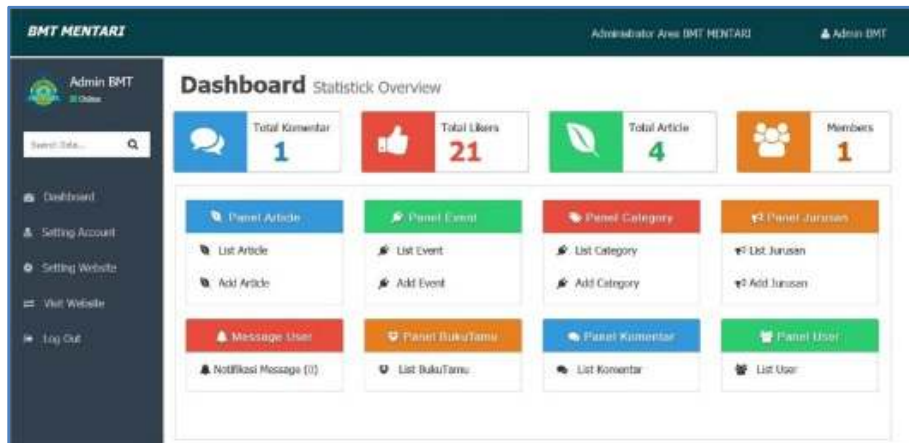 BMT MENTARI
Administrator Area BMT MENTARI
Admin BMT
Admin BMT
Online
Search Data...
Dashboard
Setting Account
Setting Website
Visit Website
Log Out
Dashboard Statistick Overview
Total Komentar
1
Total Likers
21
Total Article
4
Members
1
Panel Article
List Article
Add Article
Panel Event
List Event
Add Event
Panel Category
List Category
Add Category
Panel Jurusan
List Jurusan
Add Jurusan
Message User
Notifikasi Message (0)
Panel BukuTamu
List BukuTamu
Panel Komentar
List Komentar
Panel User
List User